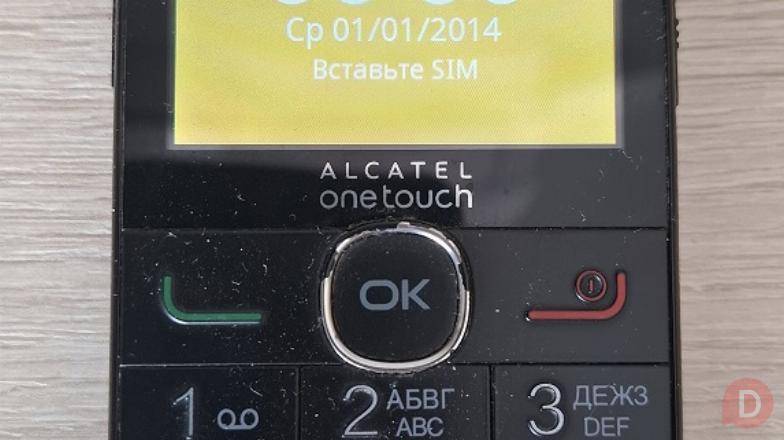 Ср 01/01/2014
Вставьте SIM
ALCATEL
onetouch
OK
1 2 АБВГ 3 ДЕЖЗ
ABC DEF
D